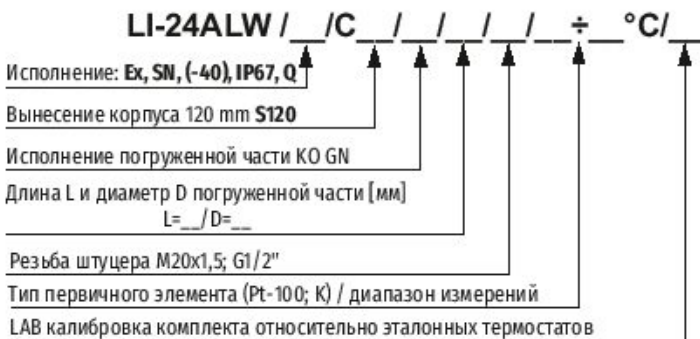 LI-24ALW /__/C__/__/__/__/__÷__°C/__
Исполнение: Ex, SN, (-40), IP67, Q
Вынесение корпуса 120 mm S120
Исполнение погруженной части KO GN
Длина L и диаметр D погруженной части [мм]
L=__/D=__
Резьба штуцера M20x1,5; G1/2"
Тип первичного элемента (Pt-100; K) / диапазон измерений
LAB калибровка комплекта относительно эталонных термостатов